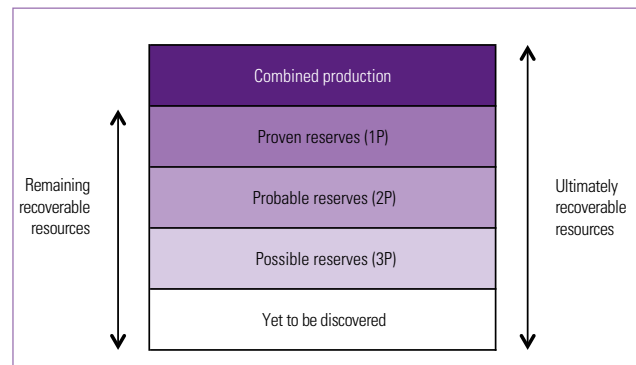 Combined production
Proven reserves (1P)
Probable reserves (2P)
Possible reserves (3P)
Yet to be discovered
Remaining
recoverable
resources
Ultimately
recoverable
resources